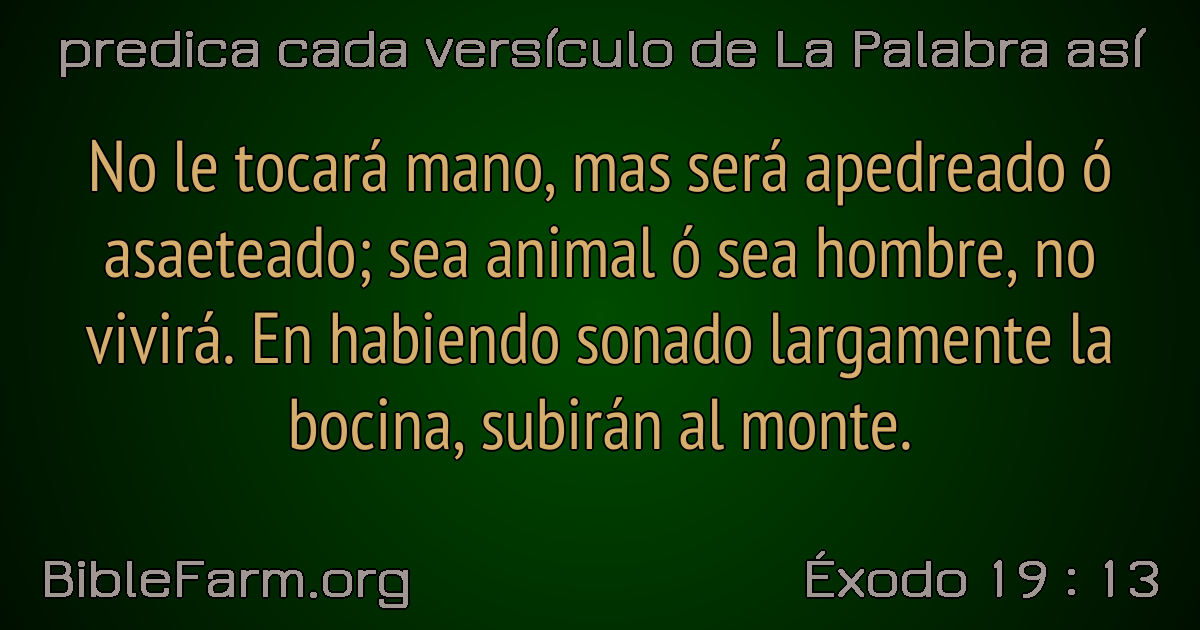 predica cada versículo de La Palabra así
No le tocará mano, mas será apedreado ó
asaeteado; sea animal ó sea hombre, no
vivirá. En habiendo sonado largamente la
bocina, subirán al monte.
BibleFarm.org
Éxodo 19 : 13